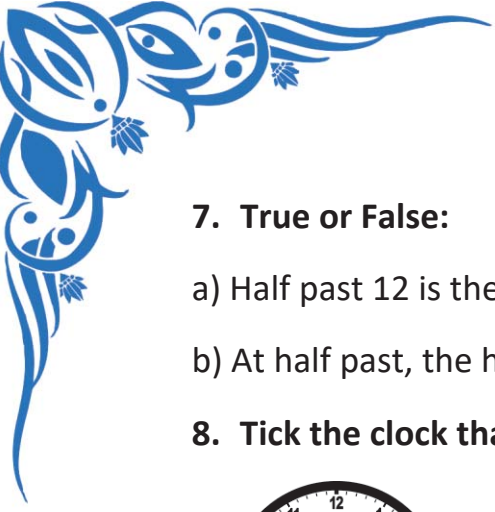 7. True or False:
a) Half past 12 is the
b) At half past, the h
8. Tick the clock tha
12